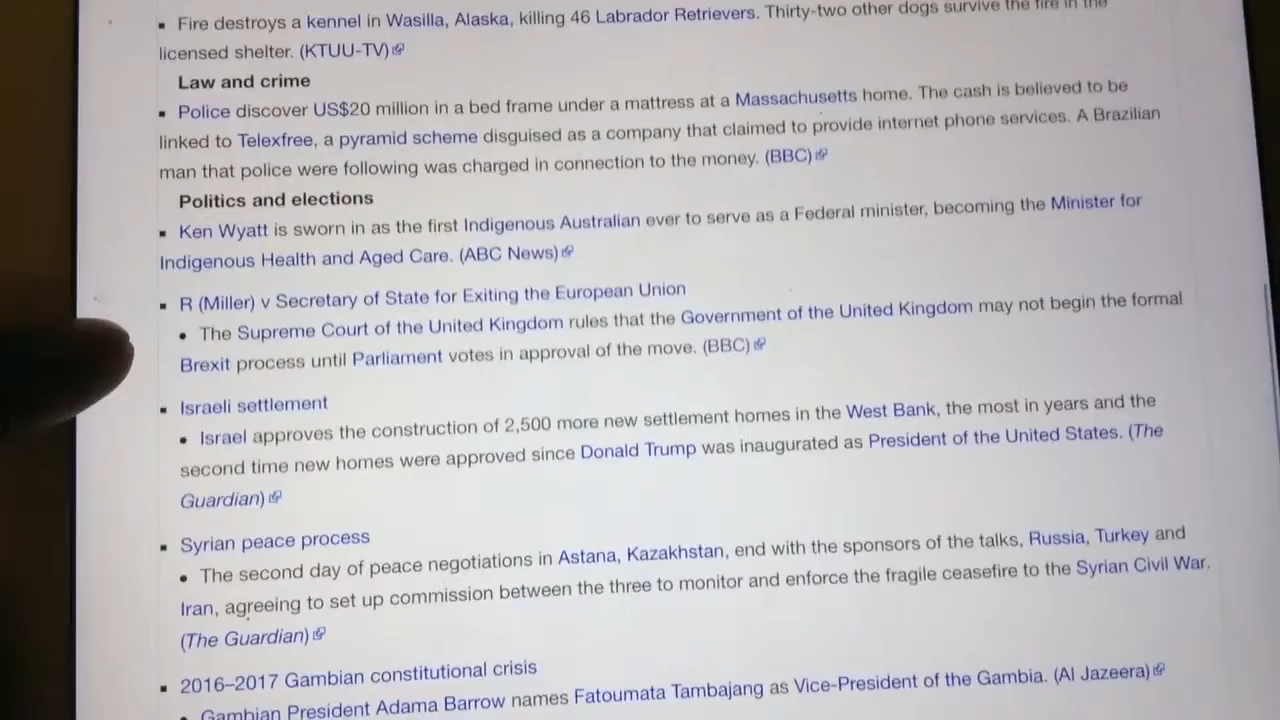 ▪ Fire destroys a kennel in Wasilla, Alaska, killing 46 Labrador Retrievers. Thirty-two other dogs survive the fire in the
licensed shelter. (KTUU-TV)
Law and crime
▪ Police discover US$20 million in a bed frame under a mattress at a Massachusetts home. The cash is believed to be
linked to Telexfree, a pyramid scheme disguised as a company that claimed to provide internet phone services. A Brazilian
man that police were following was charged in connection to the money. (BBC)
Politics and elections
▪ Ken Wyatt is sworn in as the first Indigenous Australian ever to serve as a Federal minister, becoming the Minister for
Indigenous Health and Aged Care. (ABC News)
▪ R (Miller) v Secretary of State for Exiting the European Union
• The Supreme Court of the United Kingdom rules that the Government of the United Kingdom may not begin the formal
Brexit process until Parliament votes in approval of the move. (BBC)
▪ Israeli settlement
• Israel approves the construction of 2,500 more new settlement homes in the West Bank, the most in years and the
second time new homes were approved since Donald Trump was inaugurated as President of the United States. (The
Guardian)
▪ Syrian peace process
• The second day of peace negotiations in Astana, Kazakhstan, end with the sponsors of the talks, Russia, Turkey and
Iran, agreeing to set up commission between the three to monitor and enforce the fragile ceasefire to the Syrian Civil War.
(The Guardian)
▪ 2016–2017 Gambian constitutional crisis
• Gambian President Adama Barrow names Fatoumata Tambajang as Vice-President of the Gambia. (Al Jazeera)